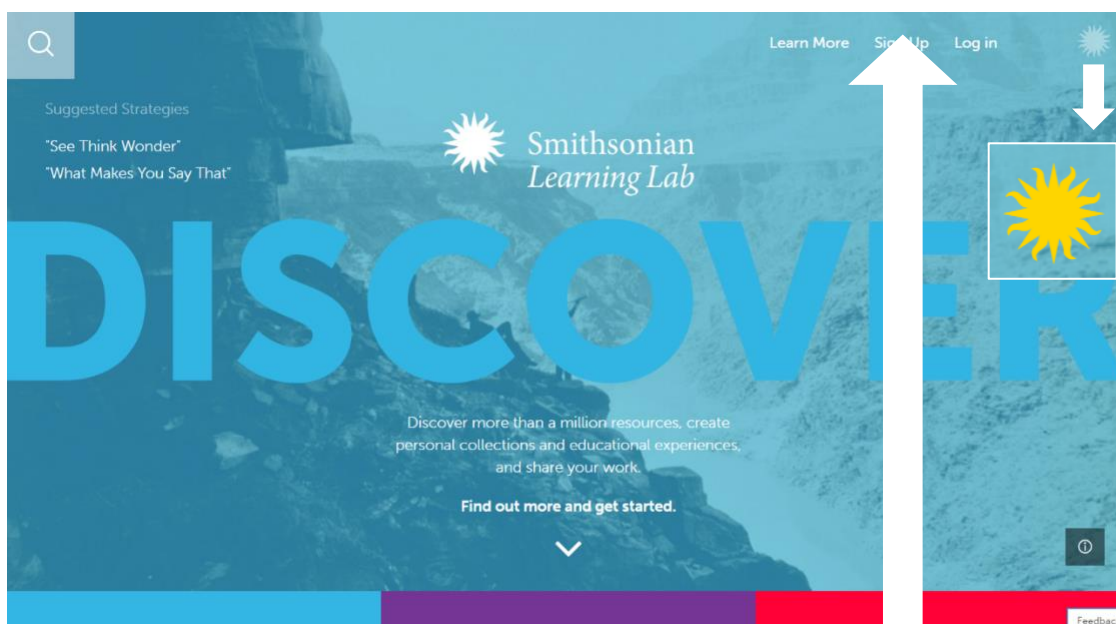 Learn More Sign Up Log in
Suggested Strategies
"See Think Wonder"
"What Makes You Say That"
Smithsonian
Learning Lab
DISCOVER
Discover more than a million resources, create
personal collections and educational experiences,
and share your work.
Find out more and get started.
Feedbac